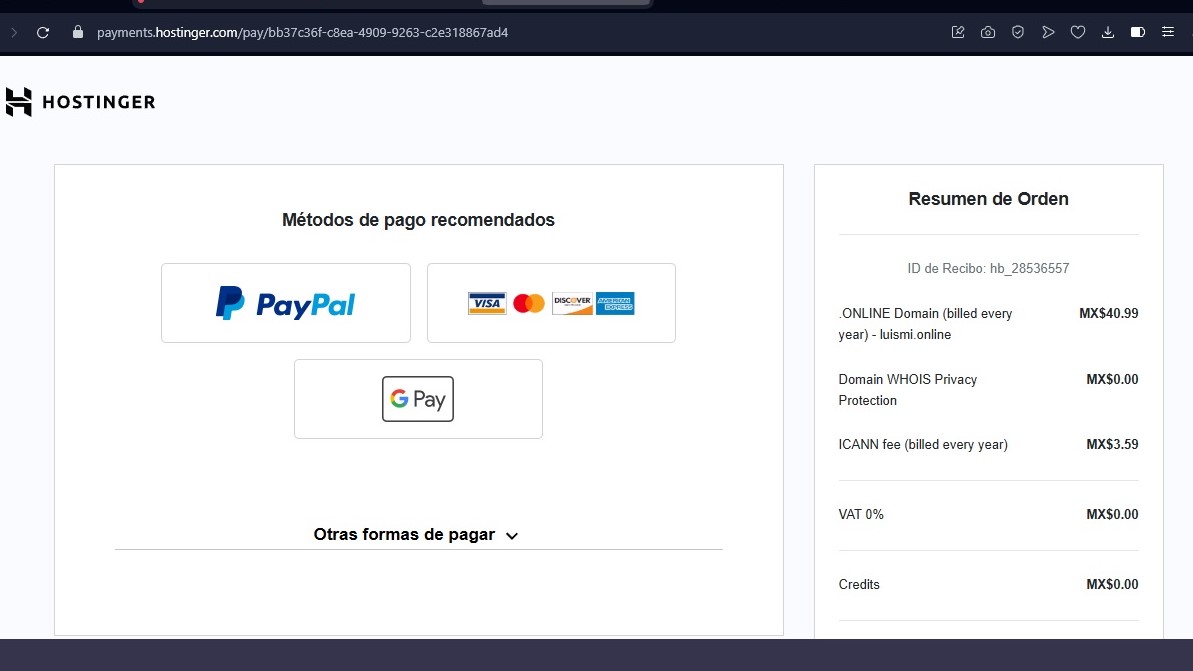 payments.hostinger.com/pay/bb37c36f-c8ea-4909-9263-c2e318867ad4
HOSTINGER
Métodos de pago recomendados
PayPal
VISA
DISCOVER
AMERICAN EXPRESS
G Pay
Otras formas de pagar
Resumen de Orden
ID de Recibo: hb_28536557
.ONLINE Domain (billed every MX$40.99
year) - luismi.online
Domain WHOIS Privacy MX$0.00
Protection
ICANN fee (billed every year) MX$3.59
VAT 0% MX$0.00
Credits MX$0.00